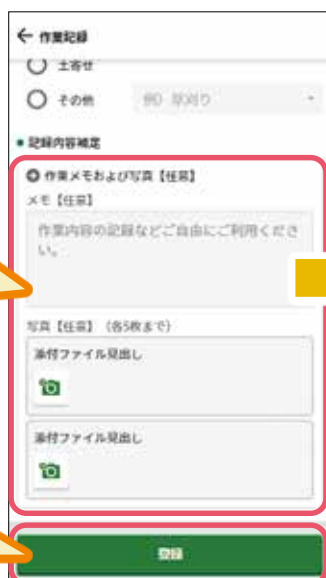 ← 作業記録
土寄せ
その他 例）草刈り
記録内容補足
作業メモおよび写真【任意】
メモ【任意】
作業内容の記録などご自由にご利用くださ
い。
写真【任意】（各5枚まで）
添付ファイル見出し
添付ファイル見出し
登録